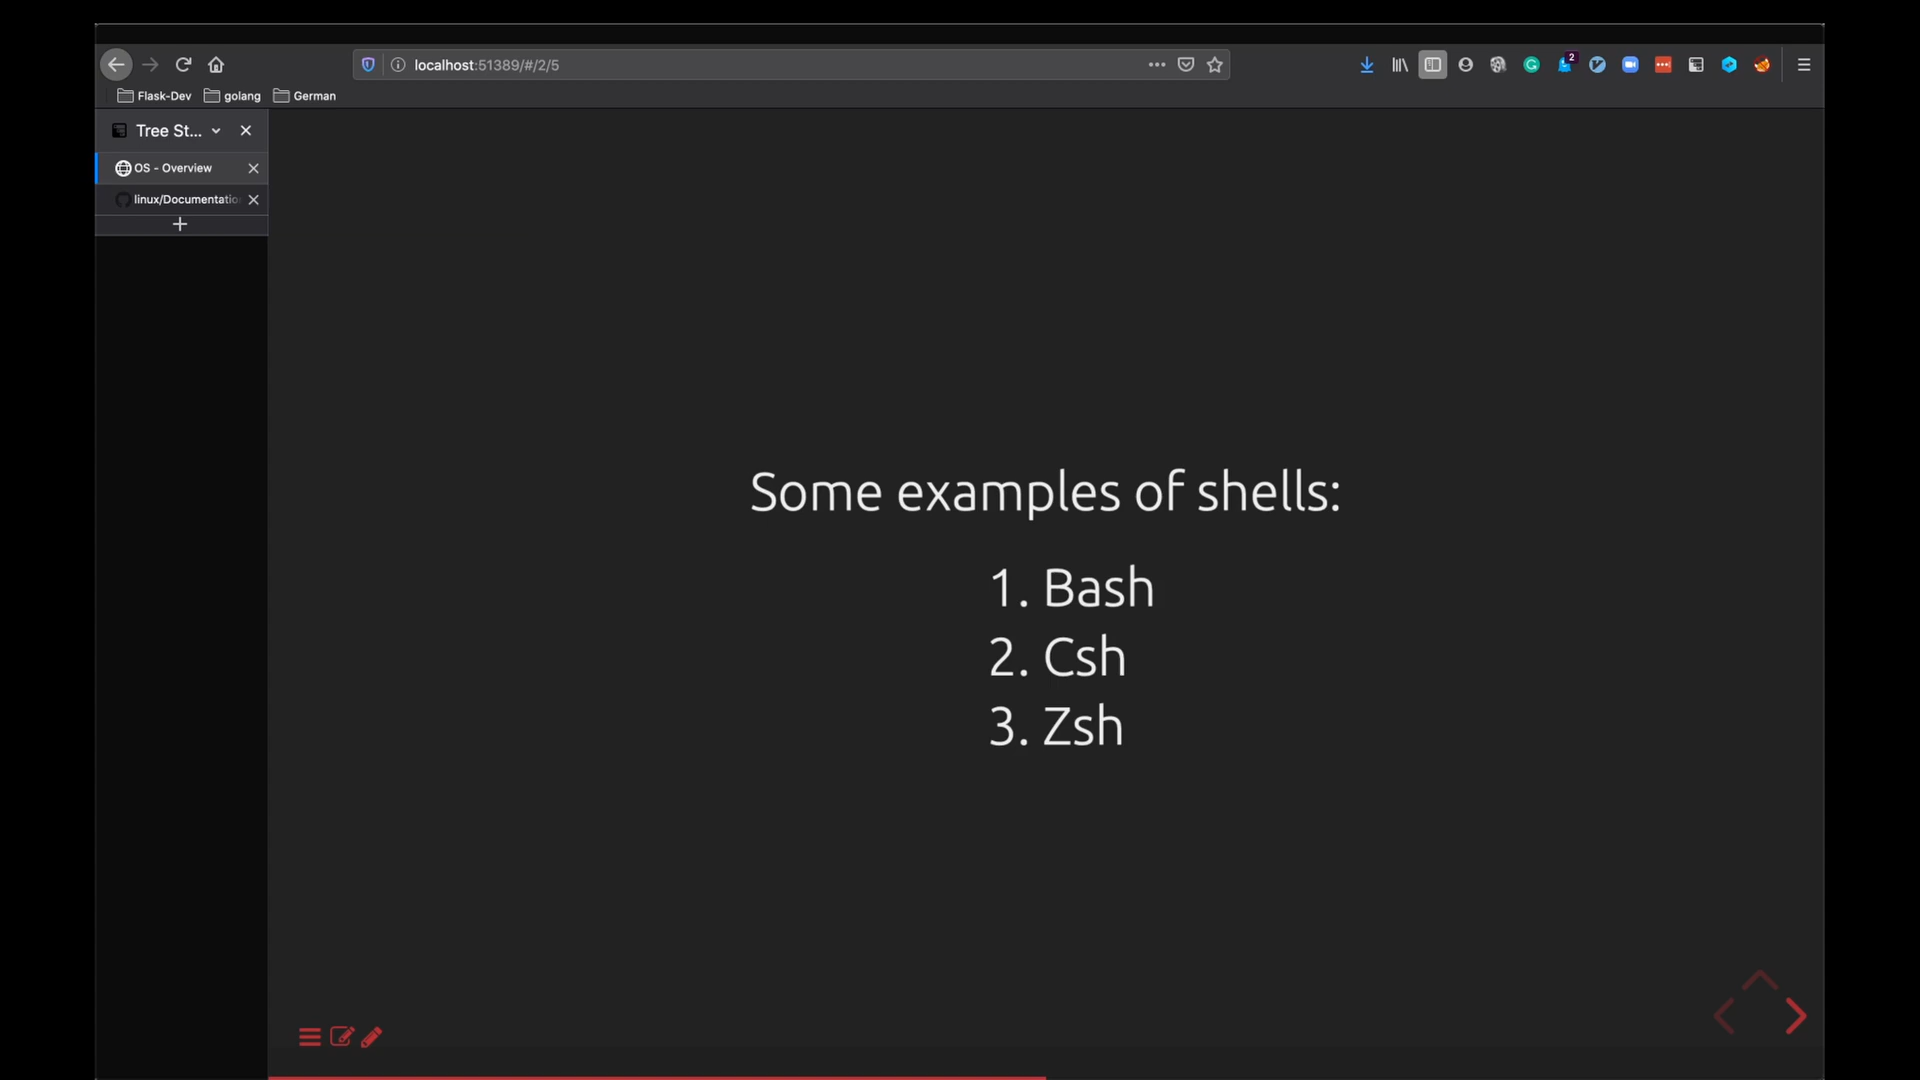 localhost:51389/#/2/5
2
Flask-Dev golang German
Tree St...
OS - Overview
linux/Documentatio
Some examples of shells:
1. Bash
2. Csh
3. Zsh